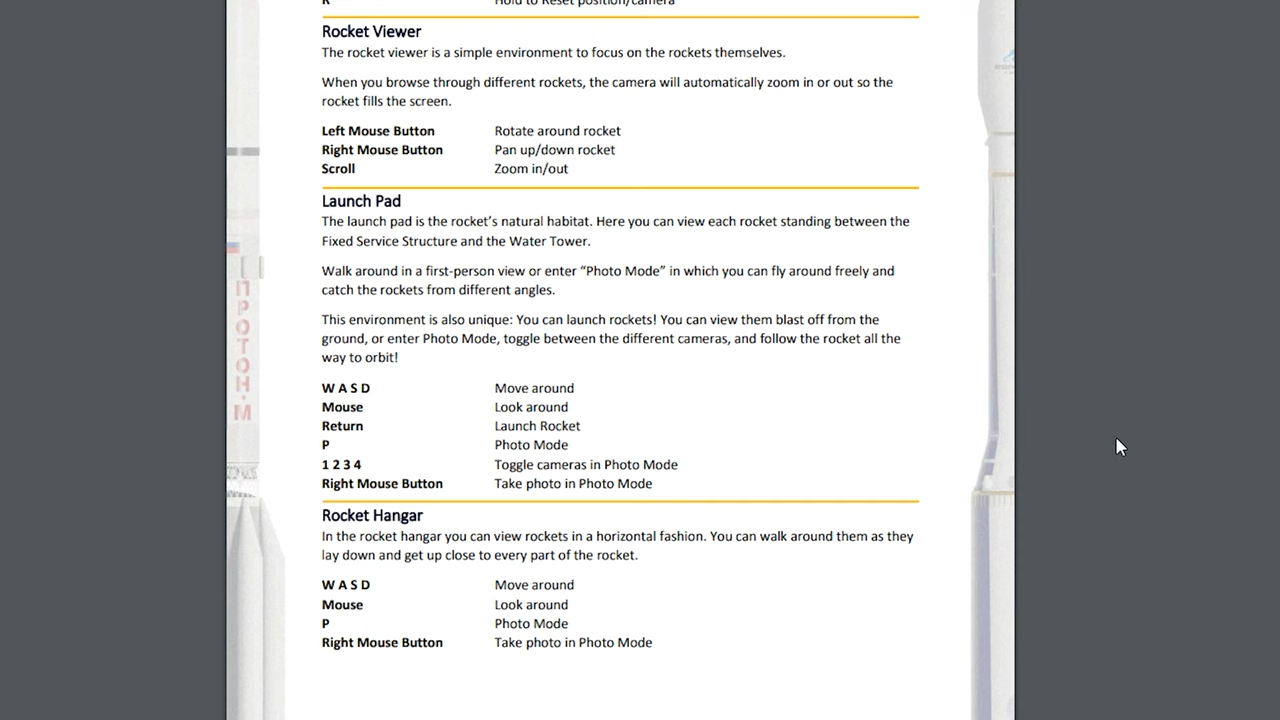 R Hold to Reset position/camera
Rocket Viewer
The rocket viewer is a simple environment to focus on the rockets themselves.
When you browse through different rockets, the camera will automatically zoom in or out so the
rocket fills the screen.
Left Mouse Button Rotate around rocket
Right Mouse Button Pan up/down rocket
Scroll Zoom in/out
Launch Pad
The launch pad is the rocket’s natural habitat. Here you can view each rocket standing between the
Fixed Service Structure and the Water Tower.
Walk around in a first-person view or enter “Photo Mode” in which you can fly around freely and
catch the rockets from different angles.
This environment is also unique: You can launch rockets! You can view them blast off from the
ground, or enter Photo Mode, toggle between the different cameras, and follow the rocket all the
way to orbit!
W A S D Move around
Mouse Look around
Return Launch Rocket
P Photo Mode
1 2 3 4 Toggle cameras in Photo Mode
Right Mouse Button Take photo in Photo Mode
Rocket Hangar
In the rocket hangar you can view rockets in a horizontal fashion. You can walk around them as they
lay down and get up close to every part of the rocket.
W A S D Move around
Mouse Look around
P Photo Mode
Right Mouse Button Take photo in Photo Mode
ПРОТОН-М